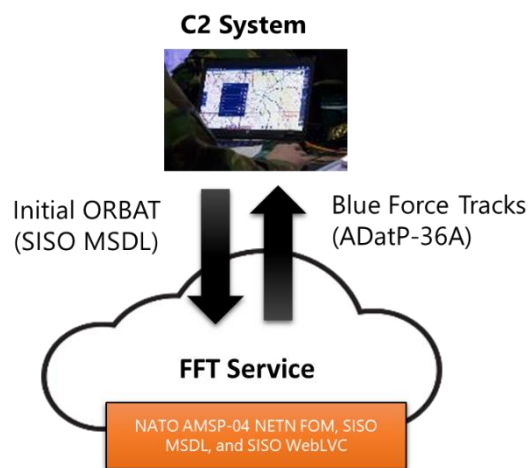 C2 System
Initial ORBAT
(SISO MSDL)
Blue Force Tracks
(ADatP-36A)
FFT Service
NATO AMSP-04 NETN FOM, SISO
MSDL, and SISO WebLVC